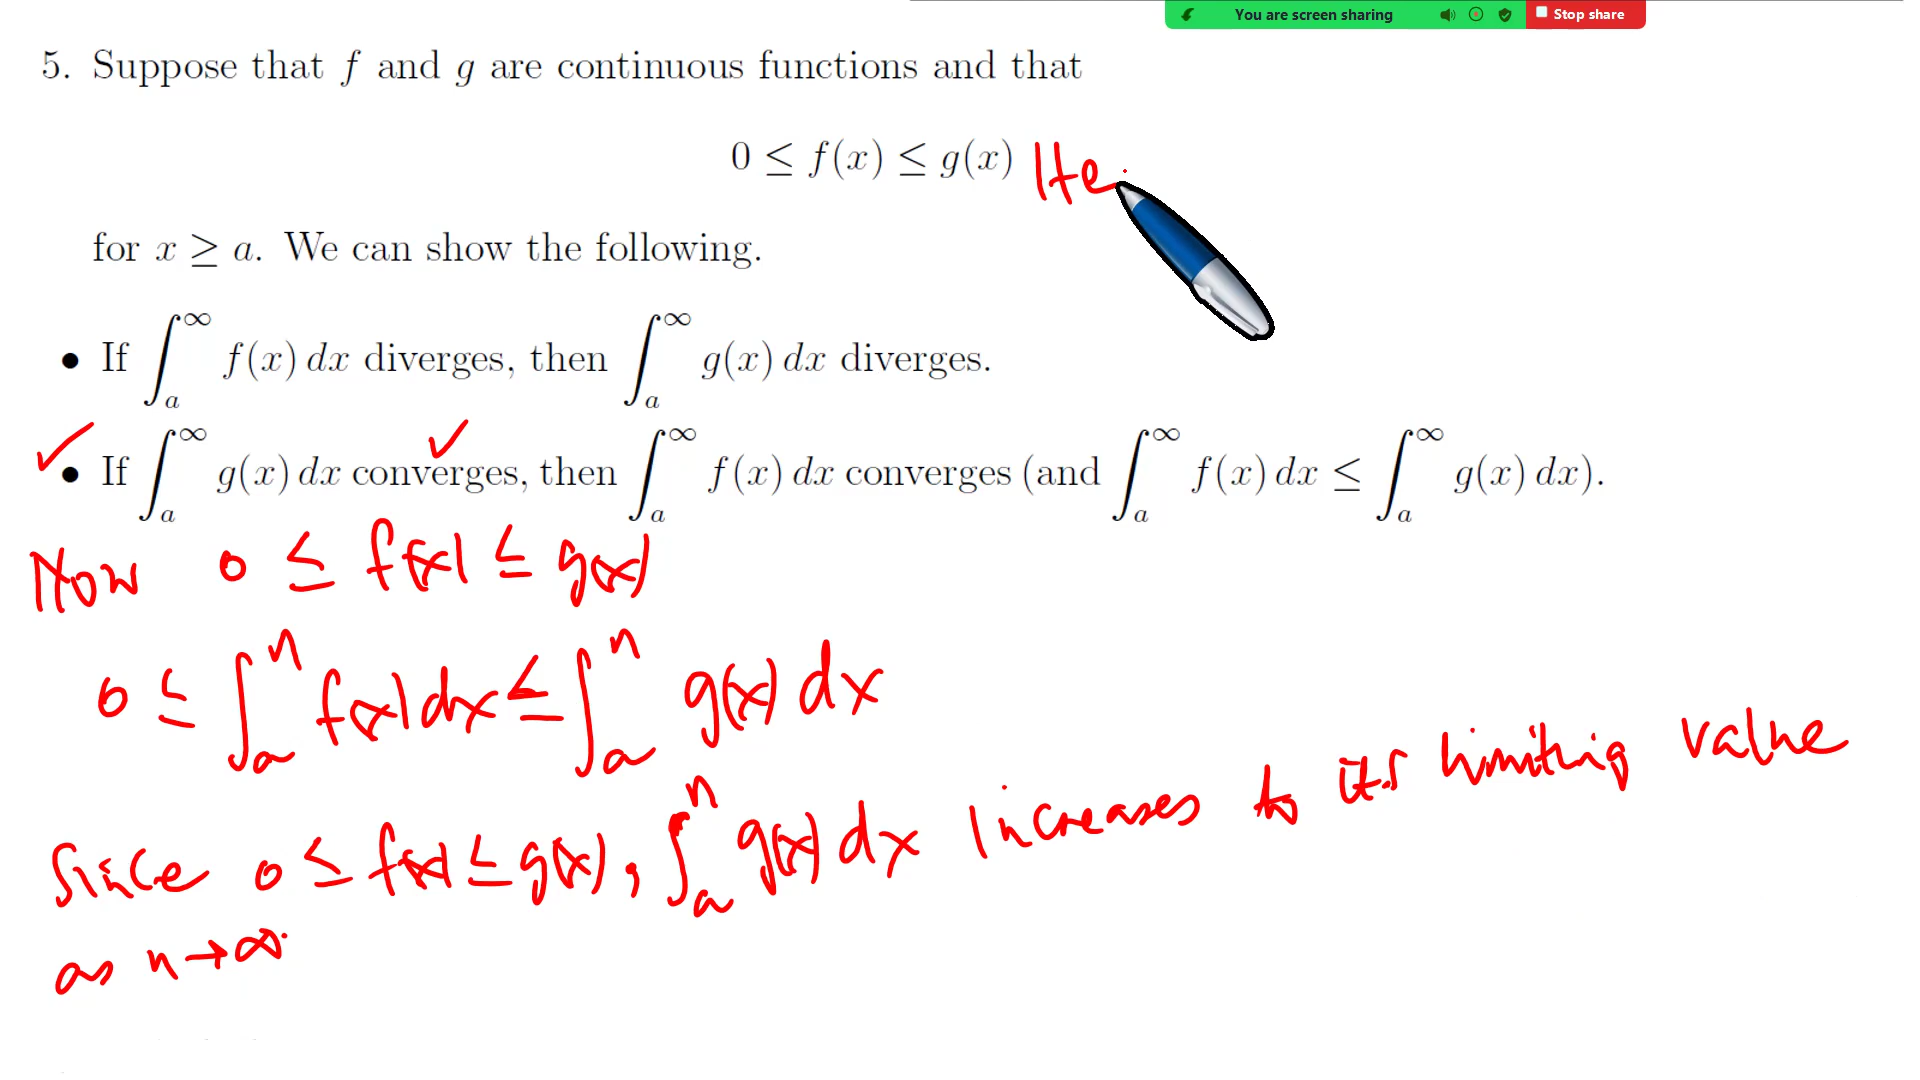 You are screen sharing Stop share
5. Suppose that f and g are continuous functions and that
0 ≤ f(x) ≤ g(x) He
for x ≥ a. We can show the following.
• If ∫_a^∞ f(x) dx diverges, then ∫_a^∞ g(x) dx diverges.
✓ • If ∫_a^∞ g(x) dx converges, ✓ then ∫_a^∞ f(x) dx converges (and ∫_a^∞ f(x) dx ≤ ∫_a^∞ g(x) dx).
Now 0 ≤ f(x) ≤ g(x)
0 ≤ ∫_a^n f(x) dx ≤ ∫_a^n g(x) dx
Since 0 ≤ f(x) ≤ g(x), ∫_a^n g(x) dx increases to its limiting value
as n → ∞.